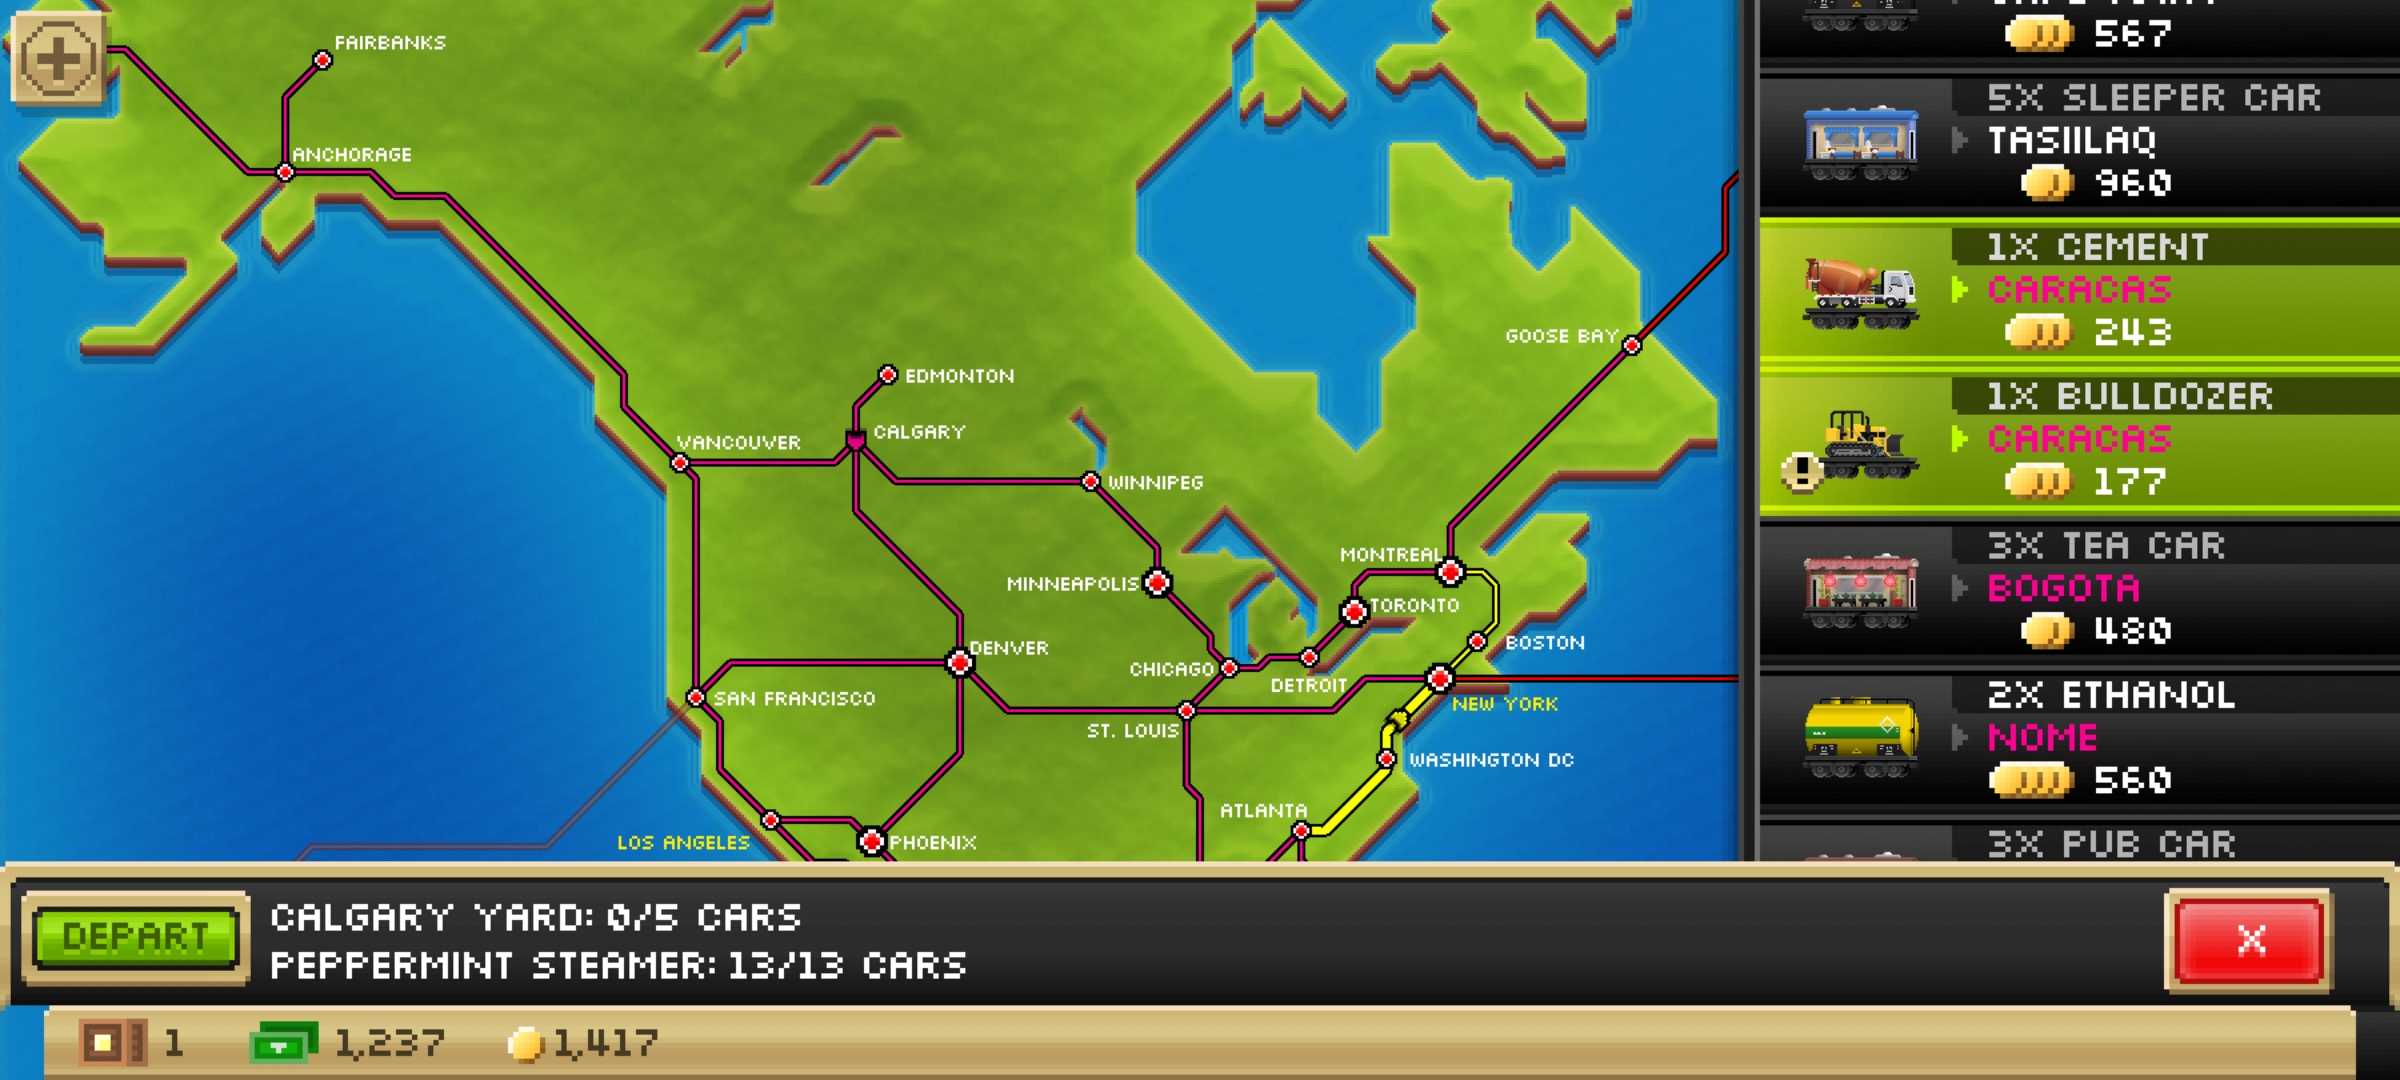 FAIRBANKS
ANCHORAGE
EDMONTON
CALGARY
VANCOUVER
WINNIPEG
GOOSE BAY
MONTREAL
MINNEAPOLIS
TORONTO
BOSTON
DENVER
CHICAGO
DETROIT
SAN FRANCISCO
NEW YORK
ST. LOUIS
WASHINGTON DC
ATLANTA
LOS ANGELES
PHOENIX
567
5X SLEEPER CAR
TASIILAQ
960
1X CEMENT
CARACAS
243
1X BULLDOZER
CARACAS
177
3X TEA CAR
BOGOTA
480
2X ETHANOL
NOME
560
3X PUB CAR
DEPART
CALGARY YARD: 0/5 CARS
PEPPERMINT STEAMER: 13/13 CARS
X
1
1,237
1,417